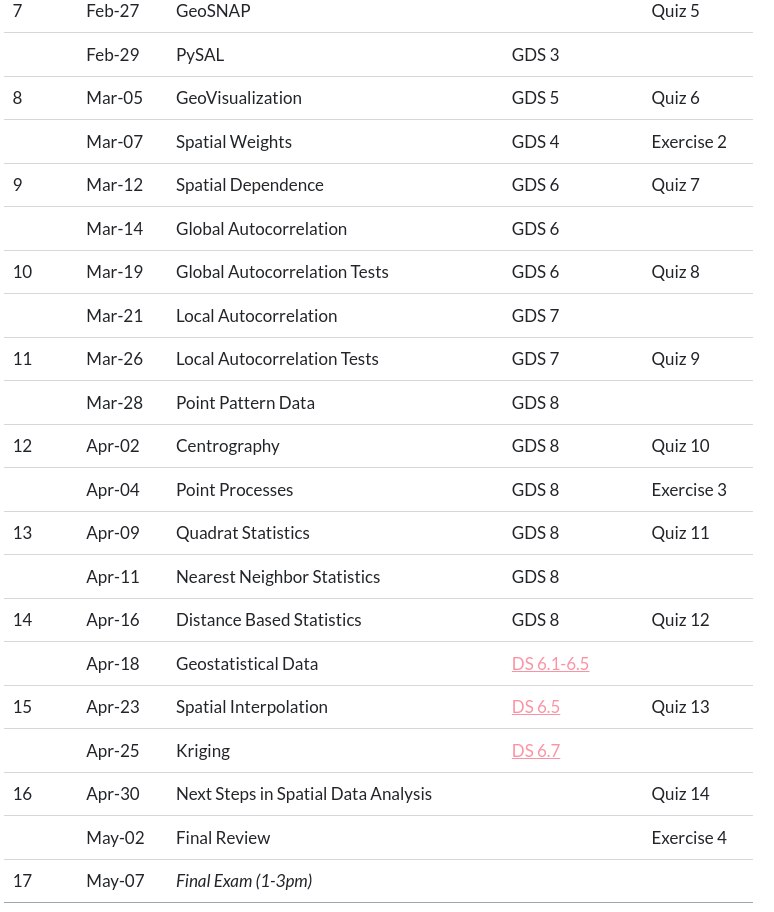 7 Feb-27 GeoSNAP Quiz 5
Feb-29 PySAL GDS 3
8 Mar-05 GeoVisualization GDS 5 Quiz 6
Mar-07 Spatial Weights GDS 4 Exercise 2
9 Mar-12 Spatial Dependence GDS 6 Quiz 7
Mar-14 Global Autocorrelation GDS 6
10 Mar-19 Global Autocorrelation Tests GDS 6 Quiz 8
Mar-21 Local Autocorrelation GDS 7
11 Mar-26 Local Autocorrelation Tests GDS 7 Quiz 9
Mar-28 Point Pattern Data GDS 8
12 Apr-02 Centrography GDS 8 Quiz 10
Apr-04 Point Processes GDS 8 Exercise 3
13 Apr-09 Quadrat Statistics GDS 8 Quiz 11
Apr-11 Nearest Neighbor Statistics GDS 8
14 Apr-16 Distance Based Statistics GDS 8 Quiz 12
Apr-18 Geostatistical Data DS 6.1-6.5
15 Apr-23 Spatial Interpolation DS 6.5 Quiz 13
Apr-25 Kriging DS 6.7
16 Apr-30 Next Steps in Spatial Data Analysis Quiz 14
May-02 Final Review Exercise 4
17 May-07 Final Exam (1-3pm)